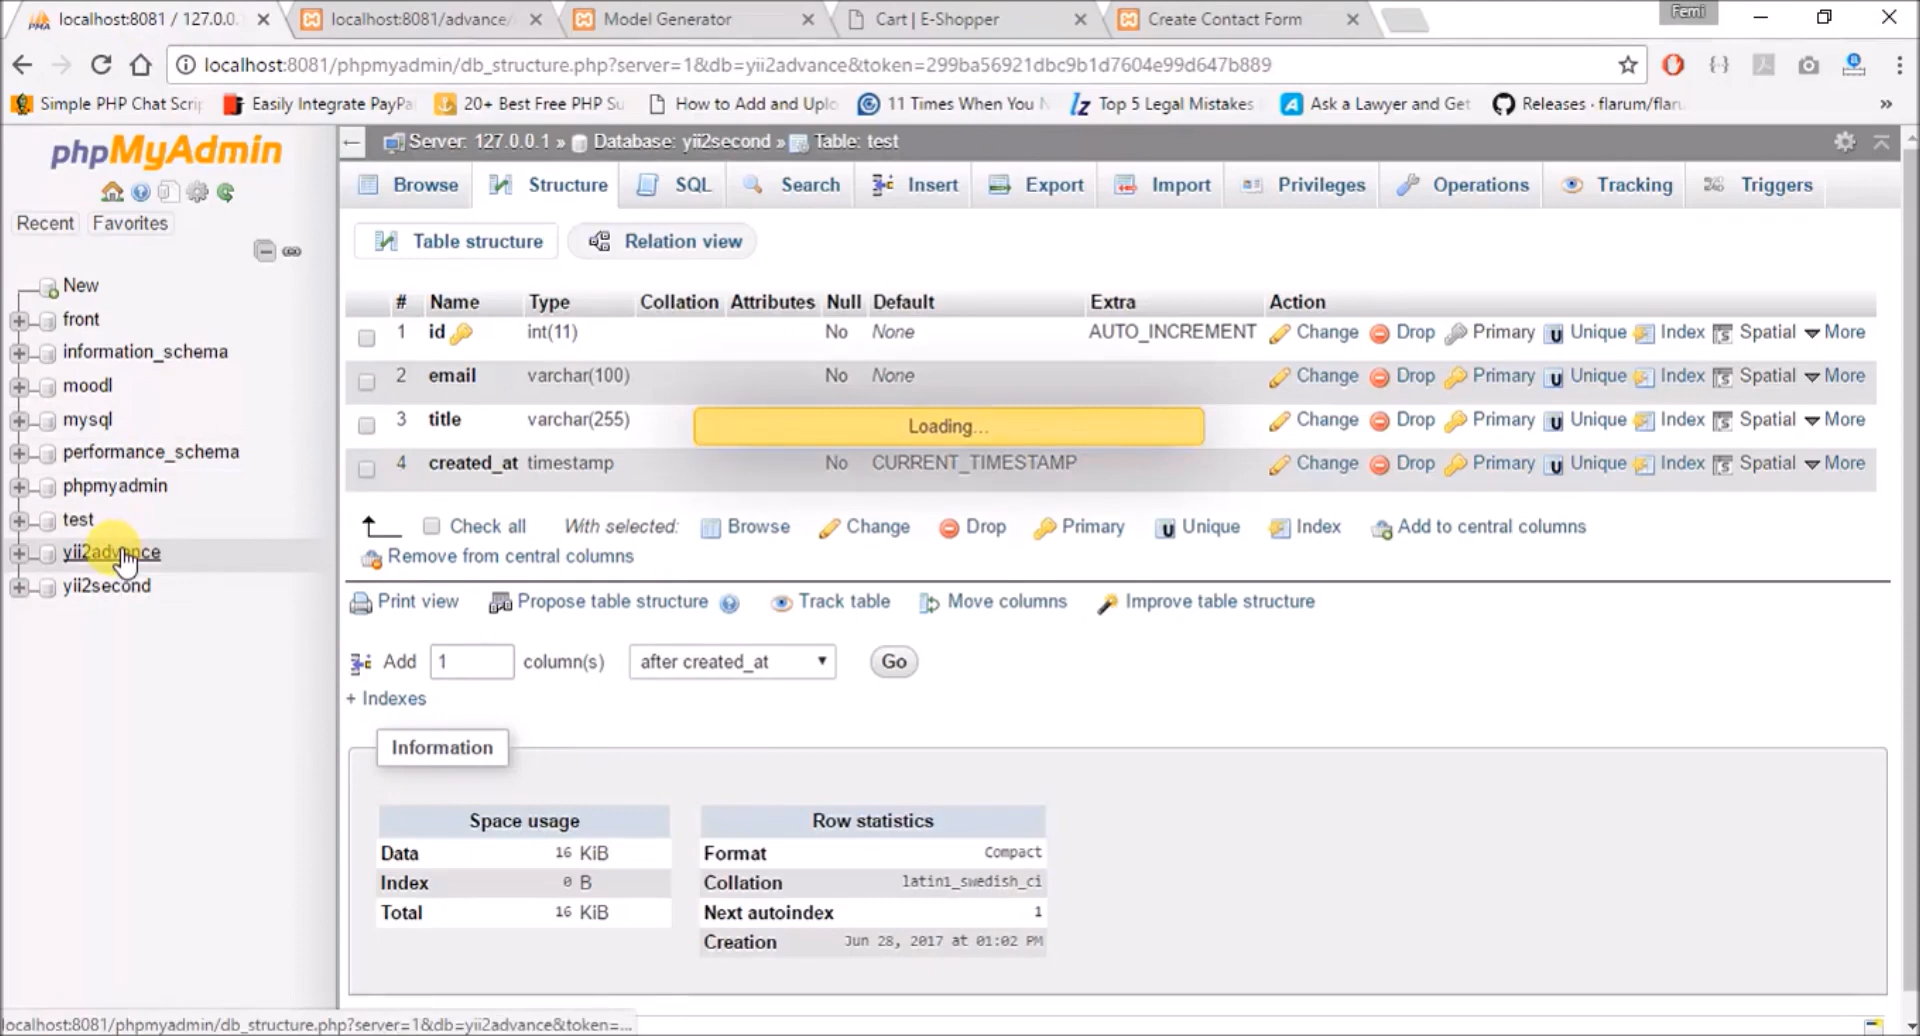 localhost:8081 / 127.0.0. localhost:8081/advance/ Model Generator Cart | E-Shopper Create Contact Form Femi
localhost:8081/phpmyadmin/db_structure.php?server=1&db=yii2advance&token=299ba56921dbc9b1d7604e99d647b889
Simple PHP Chat Scrip Easily Integrate PayPa 20+ Best Free PHP Su How to Add and Uplo 11 Times When You N Top 5 Legal Mistakes Ask a Lawyer and Get Releases · flarum/flaru »
phpMyAdmin
Recent Favorites
New
front
information_schema
moodl
mysql
performance_schema
phpmyadmin
test
yii2advance
yii2second
Server: 127.0.0.1 » Database: yii2second » Table: test
Browse Structure SQL Search Insert Export Import Privileges Operations Tracking Triggers
Table structure Relation view
# Name Type Collation Attributes Null Default Extra Action
1 id int(11) No None AUTO_INCREMENT Change Drop Primary Unique Index Spatial More
2 email varchar(100) No None Change Drop Primary Unique Index Spatial More
3 title varchar(255) Loading... Change Drop Primary Unique Index Spatial More
4 created_at timestamp No CURRENT_TIMESTAMP Change Drop Primary Unique Index Spatial More
Check all With selected: Browse Change Drop Primary Unique Index Add to central columns
Remove from central columns
Print view Propose table structure Track table Move columns Improve table structure
Add 1 column(s) after created_at Go
+ Indexes
Information
Space usage
Data 16 KiB
Index 0 B
Total 16 KiB
Row statistics
Format Compact
Collation latin1_swedish_ci
Next autoindex 1
Creation Jun 28, 2017 at 01:02 PM
localhost:8081/phpmyadmin/db_structure.php?server=1&db=yii2advance&token=...